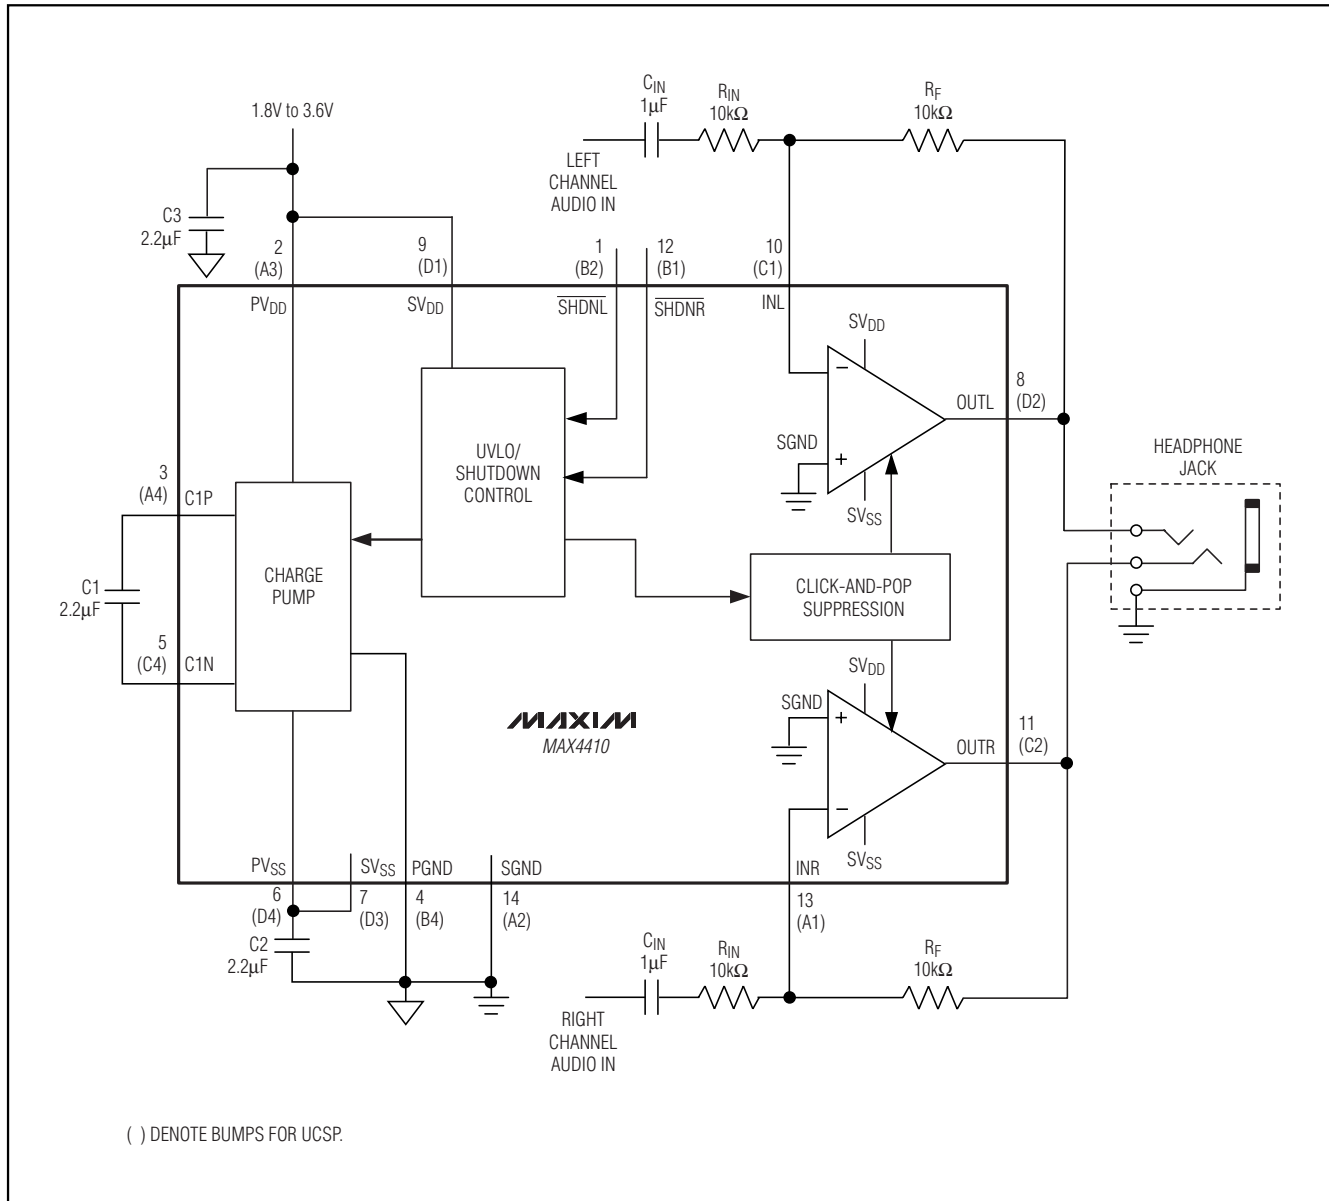 1.8V to 3.6V
CIN
1µF
RIN
10kΩ
RF
10kΩ
LEFT
CHANNEL
AUDIO IN
C3
2.2µF
2
(A3)
9
(D1)
1
(B2)
12
(B1)
10
(C1)
PVDD
SVDD
SHDNL
SHDNR
INL
SVDD
−
SGND
+
SVSS
OUTL
8
(D2)
HEADPHONE
JACK
UVLO/
SHUTDOWN
CONTROL
3
(A4)
C1P
C1
2.2µF
CHARGE
PUMP
5
(C4)
C1N
CLICK-AND-POP
SUPPRESSION
SVDD
SGND
+
−
SVSS
OUTR
11
(C2)
MAXIM
MAX4410
PVSS
SVSS
PGND
SGND
INR
6
(D4)
7
(D3)
4
(B4)
14
(A2)
13
(A1)
C2
2.2µF
CIN
1µF
RIN
10kΩ
RF
10kΩ
RIGHT
CHANNEL
AUDIO IN
( ) DENOTE BUMPS FOR UCSP.